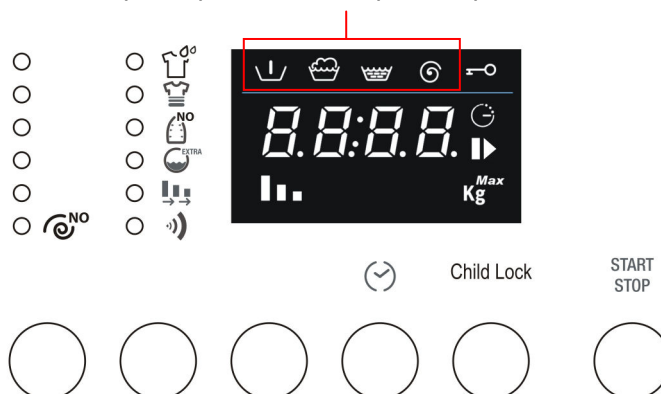 NO
EXTRA
NO
8.8:8.8.
Max
Kg
Child Lock
START
STOP